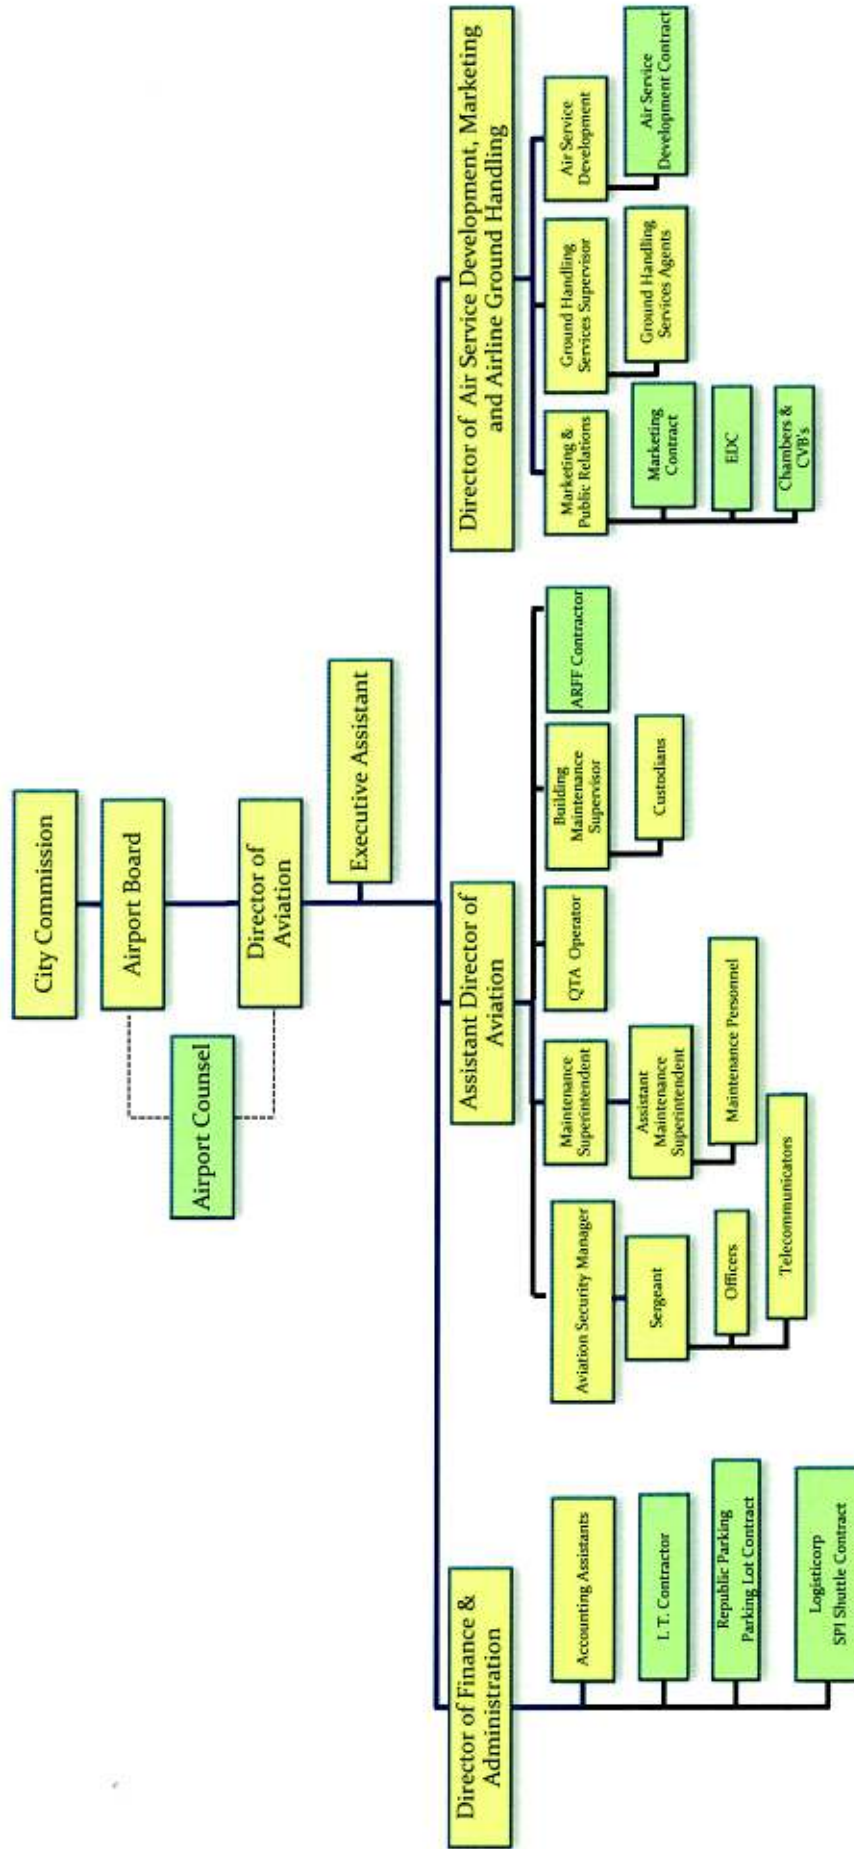 City Commission
Airport Board
Airport Counsel
Director of
Aviation
Executive Assistant
Director of Finance &
Administration
Accounting Assistants
I. T. Contractor
Republic Parking
Parking Lot Contract
Logisticorp
SPI Shuttle Contract
Assistant Director of
Aviation
Aviation Security Manager
Sergeant
Officers
Telecommunicators
Maintenance
Superintendent
Assistant
Maintenance
Superintendent
Maintenance Personnel
QTA Operator
Building
Maintenance
Supervisor
Custodians
ARFF Contractor
Director of Air Service Development, Marketing
and Airline Ground Handling
Marketing &
Public Relations
Marketing
Contract
EDC
Chambers &
CVB's
Ground Handling
Services Supervisor
Ground Handling
Services Agents
Air Service
Development
Air Service
Development Contract